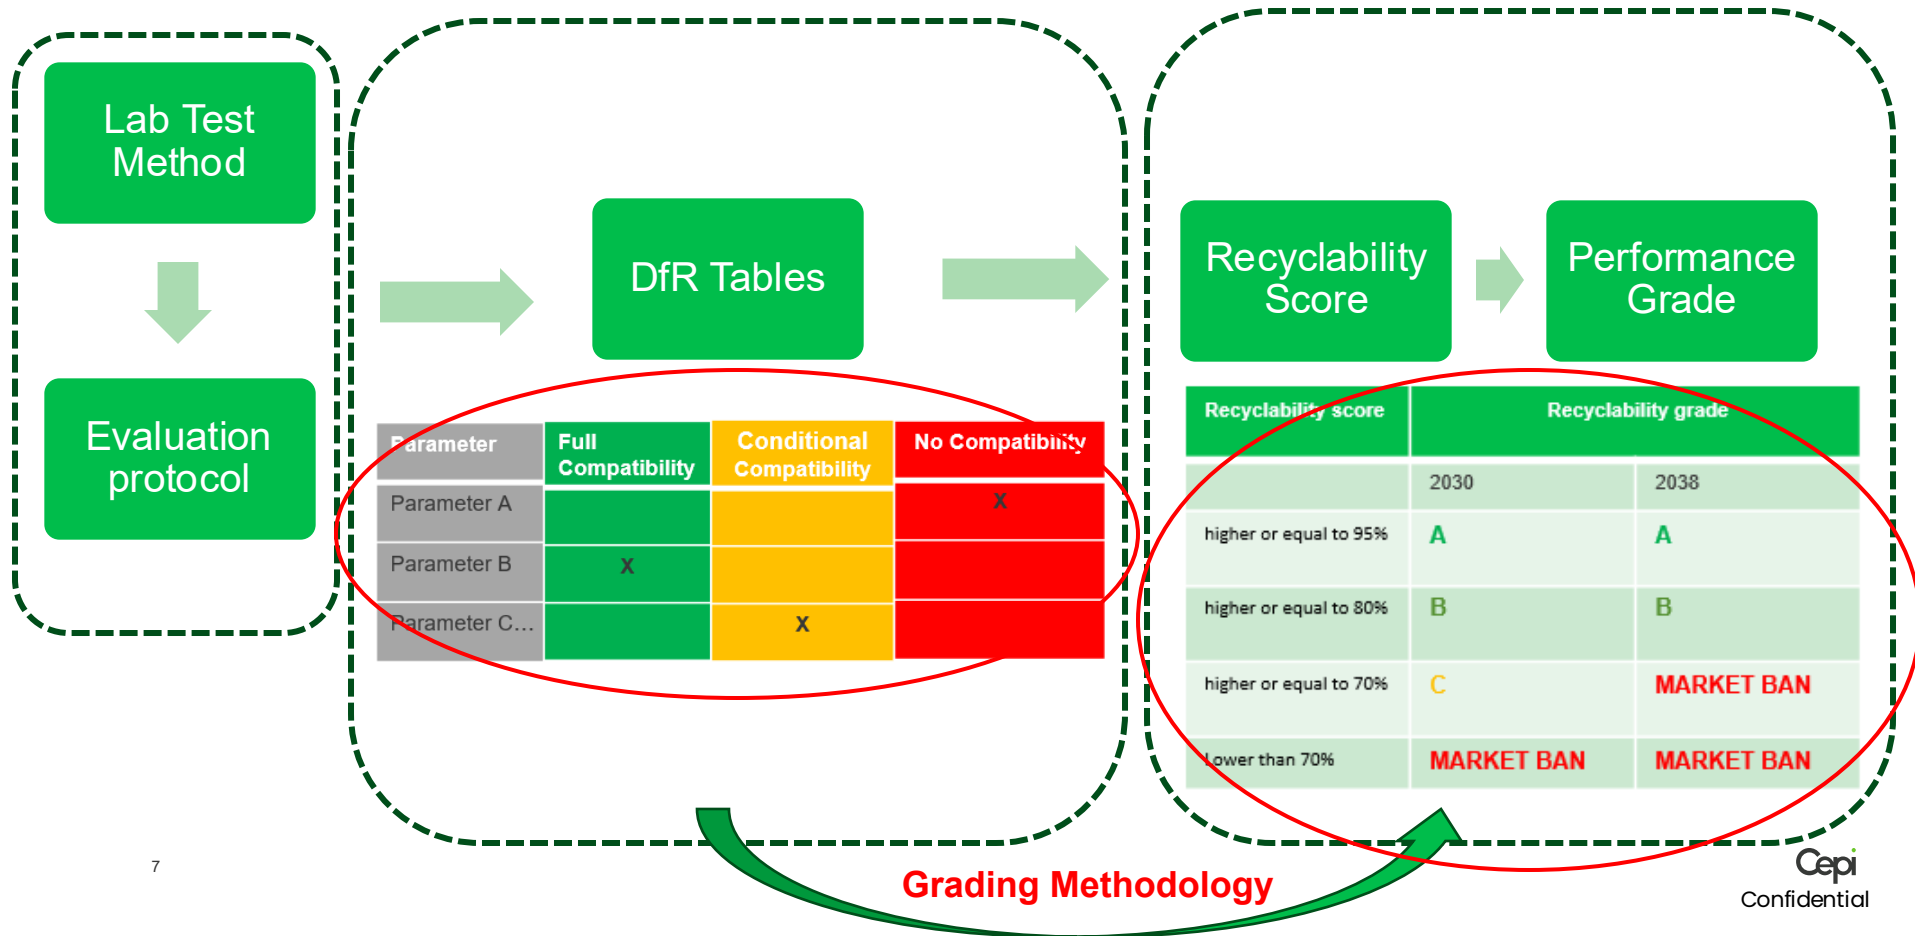 Lab Test
Method
Evaluation
protocol
DfR Tables
Parameter
Full
Compatibility
Conditional
Compatibility
No Compatibility
Parameter A
X
Parameter B
X
Parameter C...
X
Recyclability
Score
Performance
Grade
Recyclability score
Recyclability grade
2030
2038
higher or equal to 95%
A
A
higher or equal to 80%
B
B
higher or equal to 70%
C
MARKET BAN
Lower than 70%
MARKET BAN
MARKET BAN
Grading Methodology
7
Cepi
Confidential